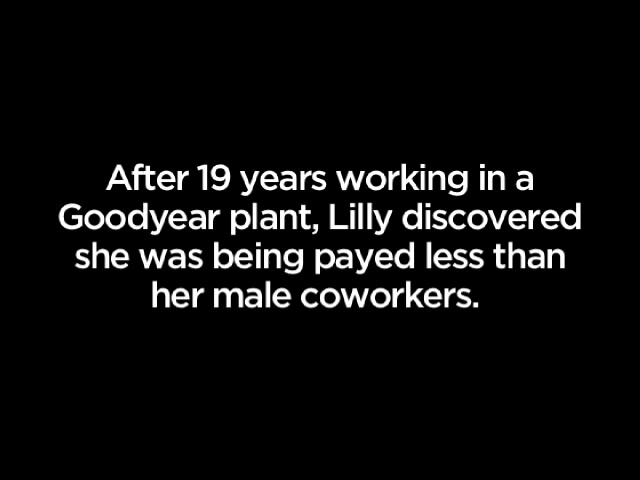 After 19 years working in a
Goodyear plant, Lilly discovered
she was being payed less than
her male coworkers.